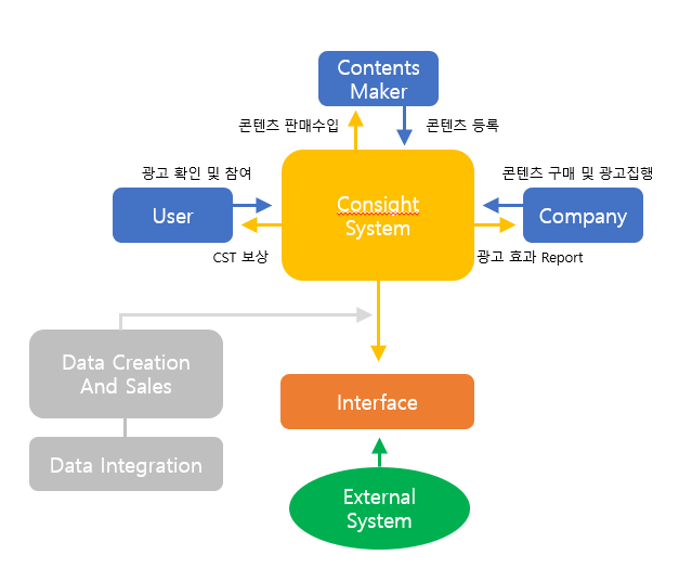 Contents
Maker
콘텐츠 판매수입
콘텐츠 등록
광고 확인 및 참여
콘텐츠 구매 및 광고집행
User
Consight
System
Company
CST 보상
광고 효과 Report
Data Creation
And Sales
Interface
Data Integration
External
System